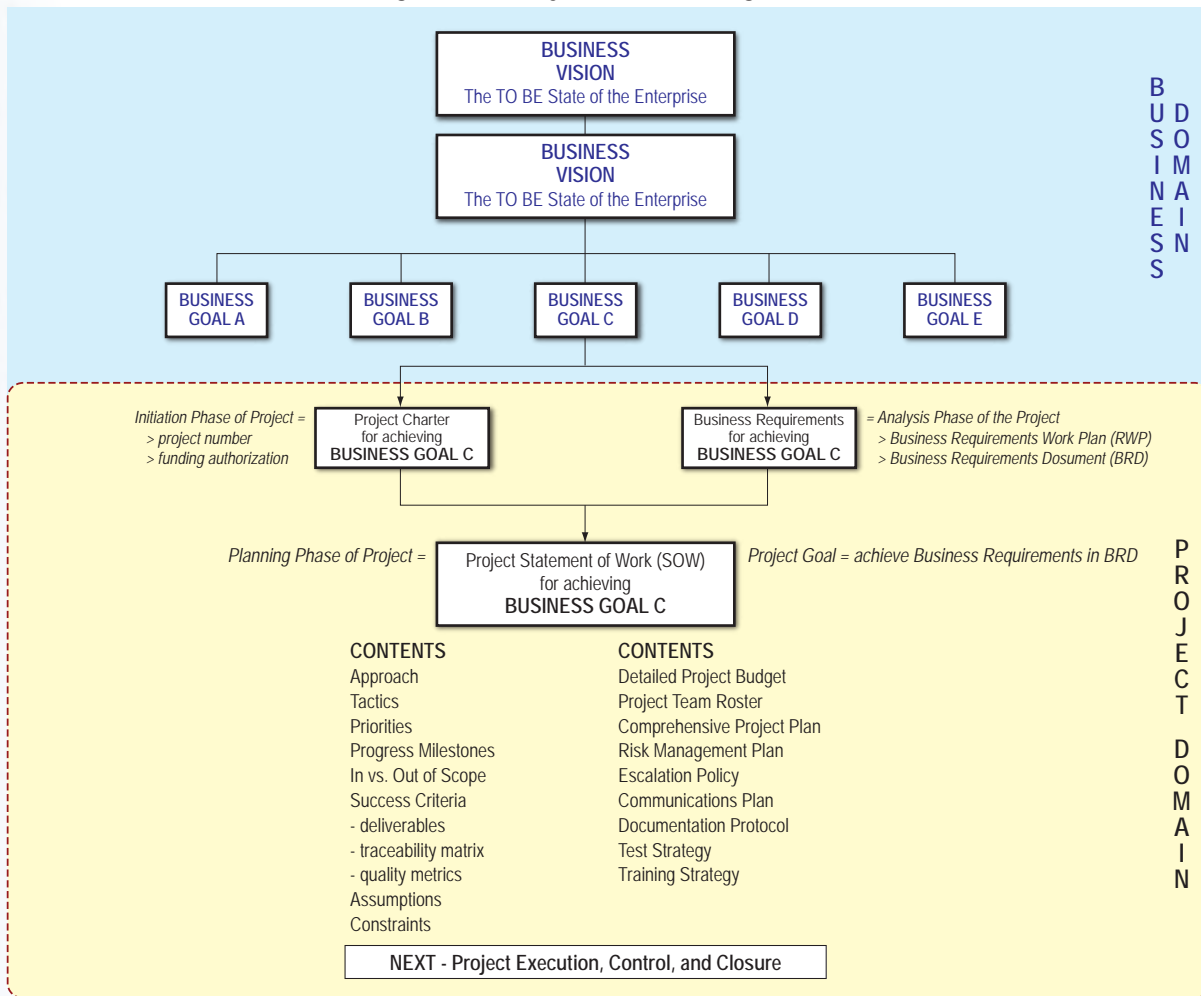 BUSINESS
VISION
The TO BE State of the Enterprise
BUSINESS
VISION
The TO BE State of the Enterprise
BUSINESS
DOMAIN
BUSINESS
GOAL A
BUSINESS
GOAL B
BUSINESS
GOAL C
BUSINESS
GOAL D
BUSINESS
GOAL E
Initiation Phase of Project =
> project number
> funding authorization
Project Charter
for achieving
BUSINESS GOAL C
Business Requirements
for achieving
BUSINESS GOAL C
= Analysis Phase of the Project
> Business Requirements Work Plan (RWP)
> Business Requirements Dosument (BRD)
Planning Phase of Project =
Project Statement of Work (SOW)
for achieving
BUSINESS GOAL C
Project Goal = achieve Business Requirements in BRD
PROJECT DOMAIN
CONTENTS
Approach
Tactics
Priorities
Progress Milestones
In vs. Out of Scope
Success Criteria
- deliverables
- traceability matrix
- quality metrics
Assumptions
Constraints
CONTENTS
Detailed Project Budget
Project Team Roster
Comprehensive Project Plan
Risk Management Plan
Escalation Policy
Communications Plan
Documentation Protocol
Test Strategy
Training Strategy
NEXT - Project Execution, Control, and Closure